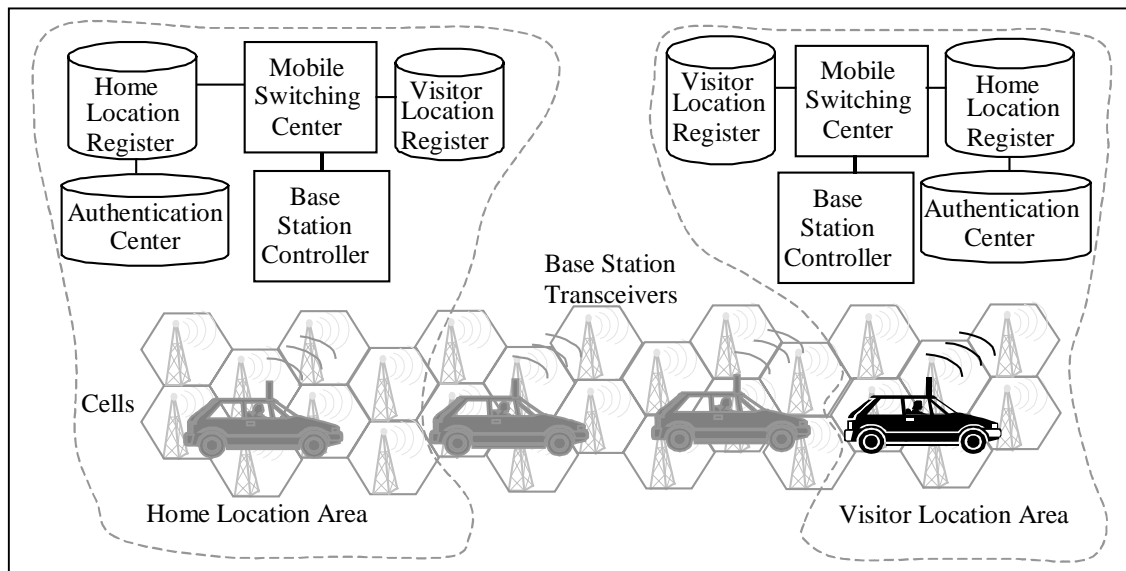 Home
Location
Register
Mobile
Switching
Center
Visitor
Location
Register
Authentication
Center
Base
Station
Controller
Visitor
Location
Register
Mobile
Switching
Center
Home
Location
Register
Base
Station
Controller
Authentication
Center
Base Station
Transceivers
Cells
Home Location Area
Visitor Location Area